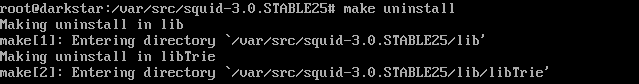 root@darkstar:/var/src/squid-3.0.STABLE25# make uninstall
Making uninstall in lib
make[1]: Entering directory `/var/src/squid-3.0.STABLE25/lib'
Making uninstall in libTrie
make[2]: Entering directory `/var/src/squid-3.0.STABLE25/lib/libTrie'